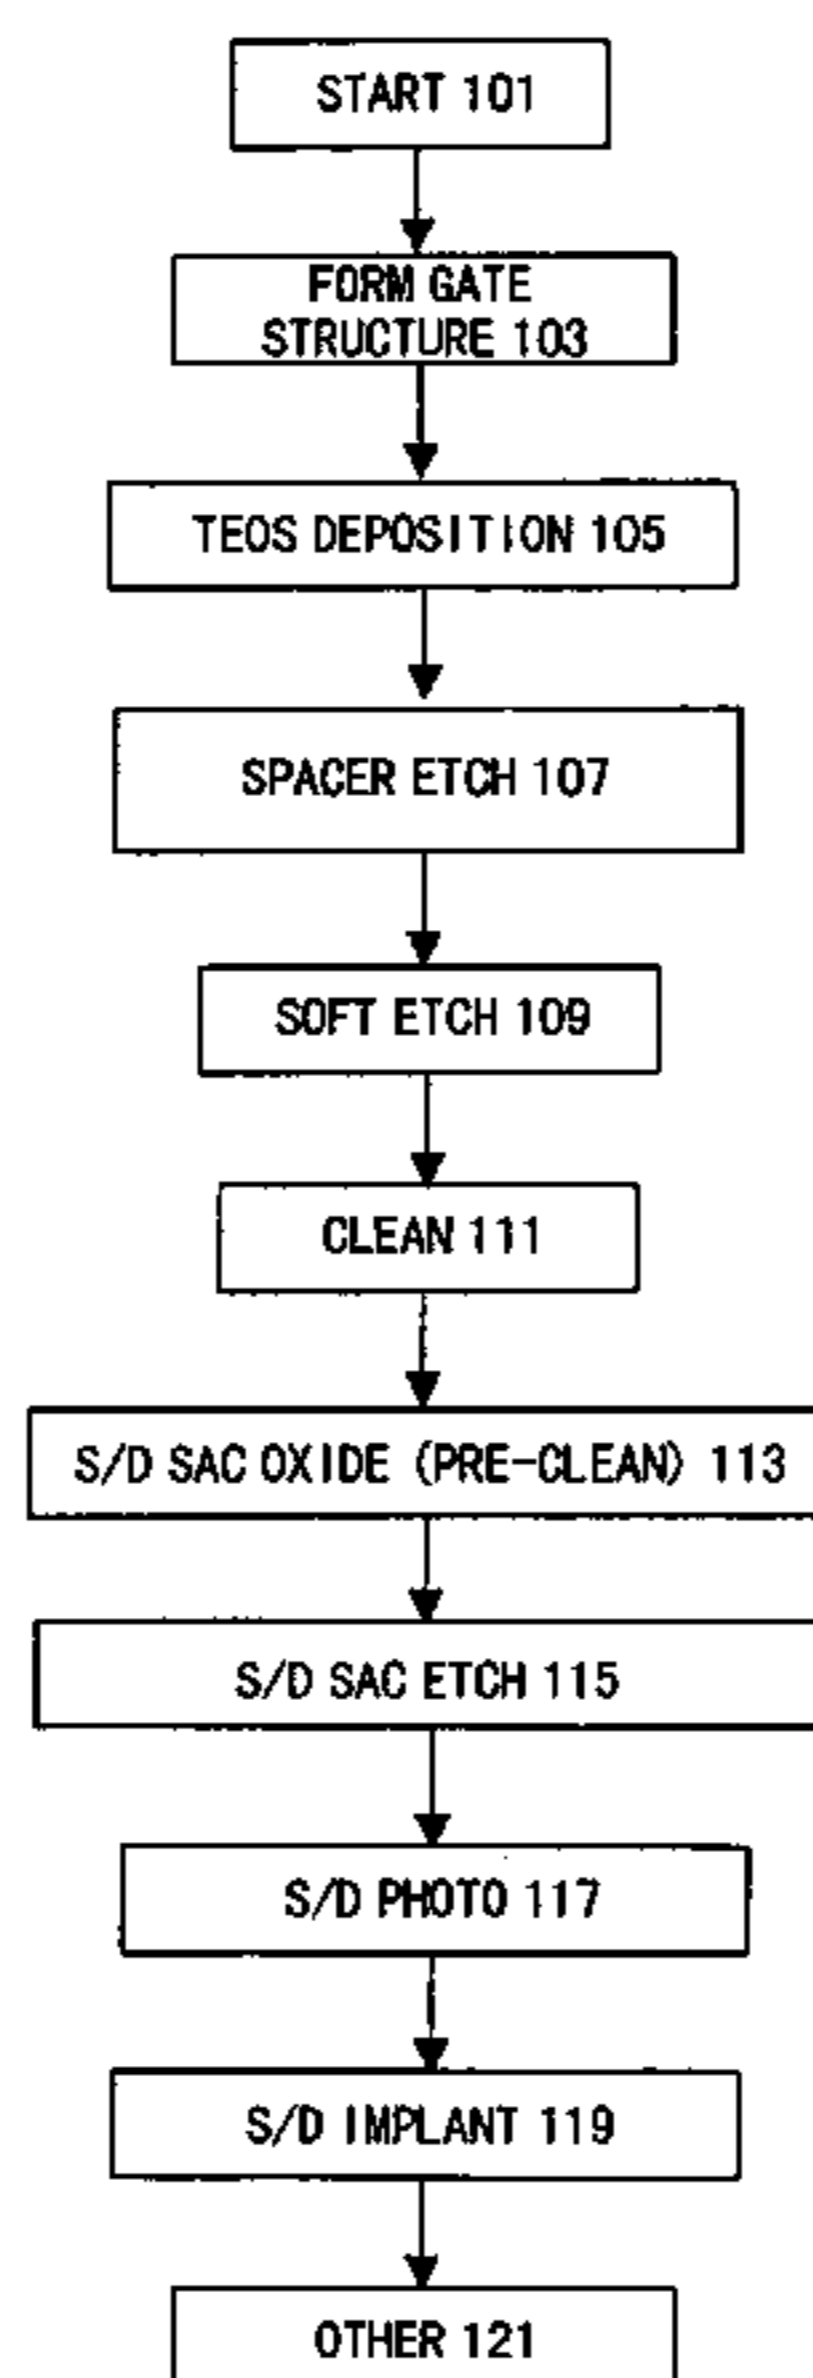 START 101
FORM GATE
STRUCTURE 103
TEOS DEPOSITION 105
SPACER ETCH 107
SOFT ETCH 109
CLEAN 111
S/D SAC OXIDE (PRE-CLEAN) 113
S/D SAC ETCH 115
S/D PHOTO 117
S/D IMPLANT 119
OTHER 121